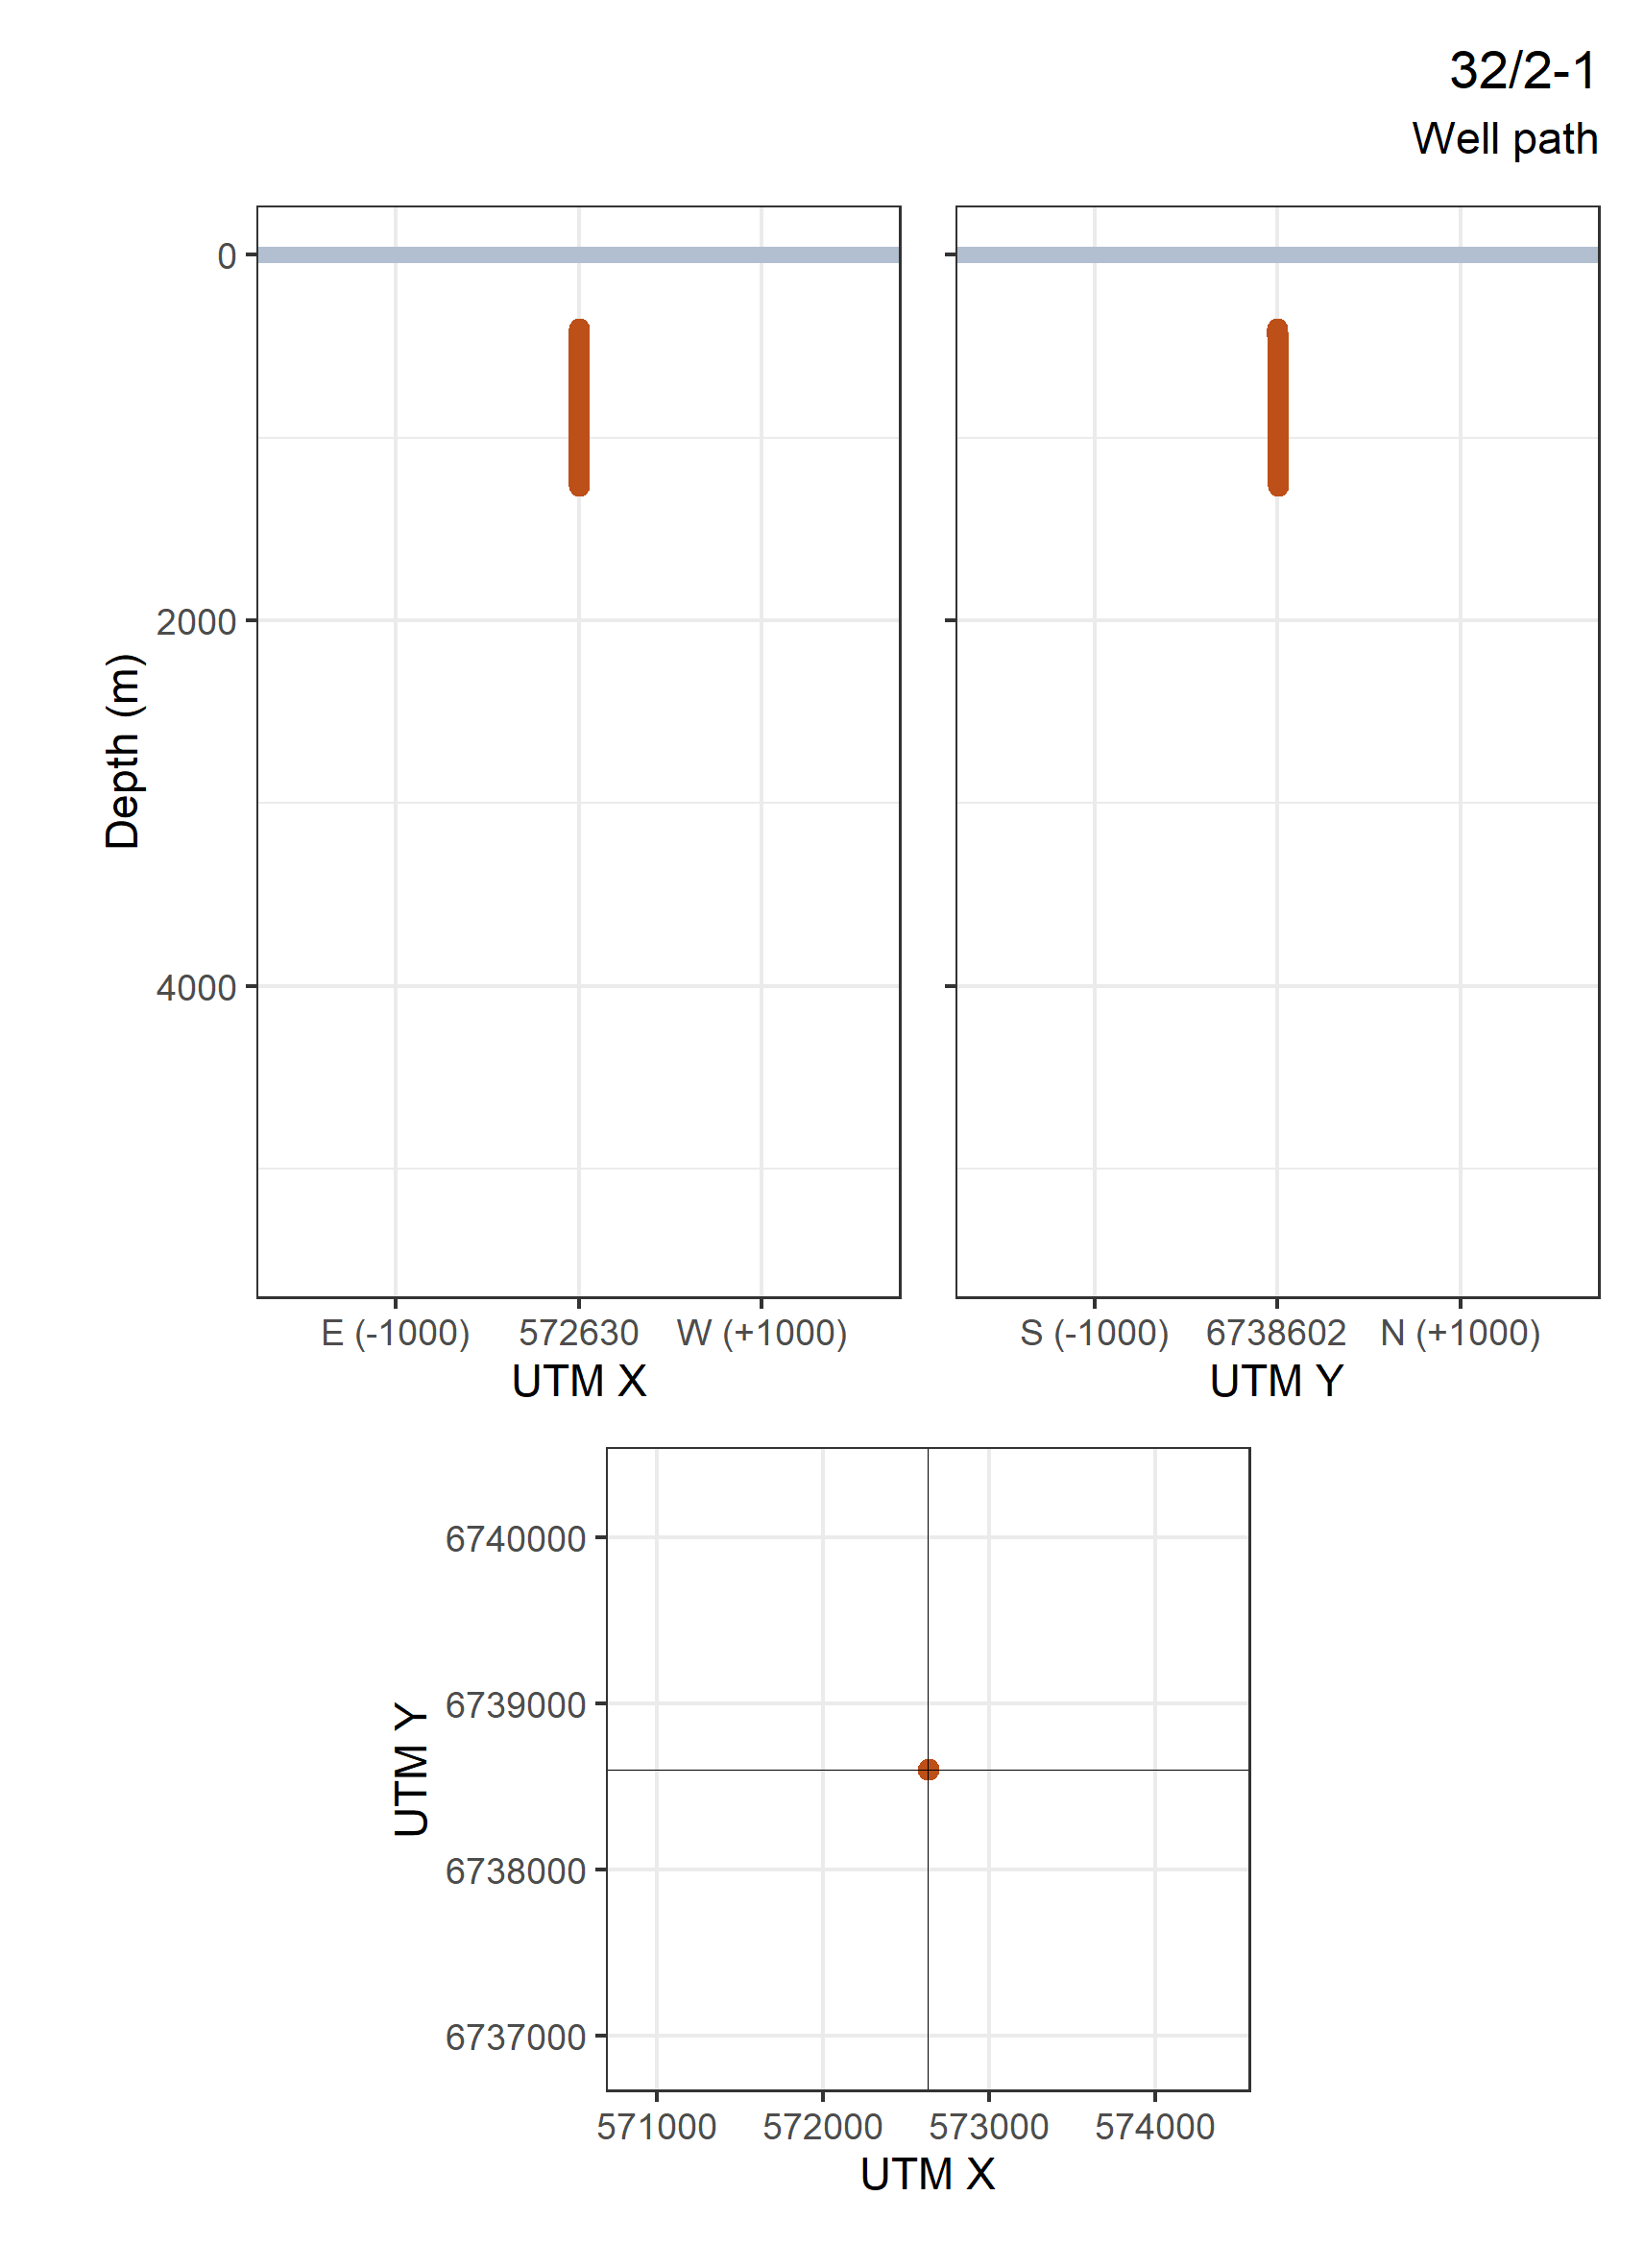 32/2-1
Well path
0
2000
4000
Depth (m)
E (-1000) 572630 W (+1000)
UTM X
S (-1000) 6738602 N (+1000)
UTM Y
6740000
6739000
6738000
6737000
UTM Y
571000 572000 573000 574000
UTM X